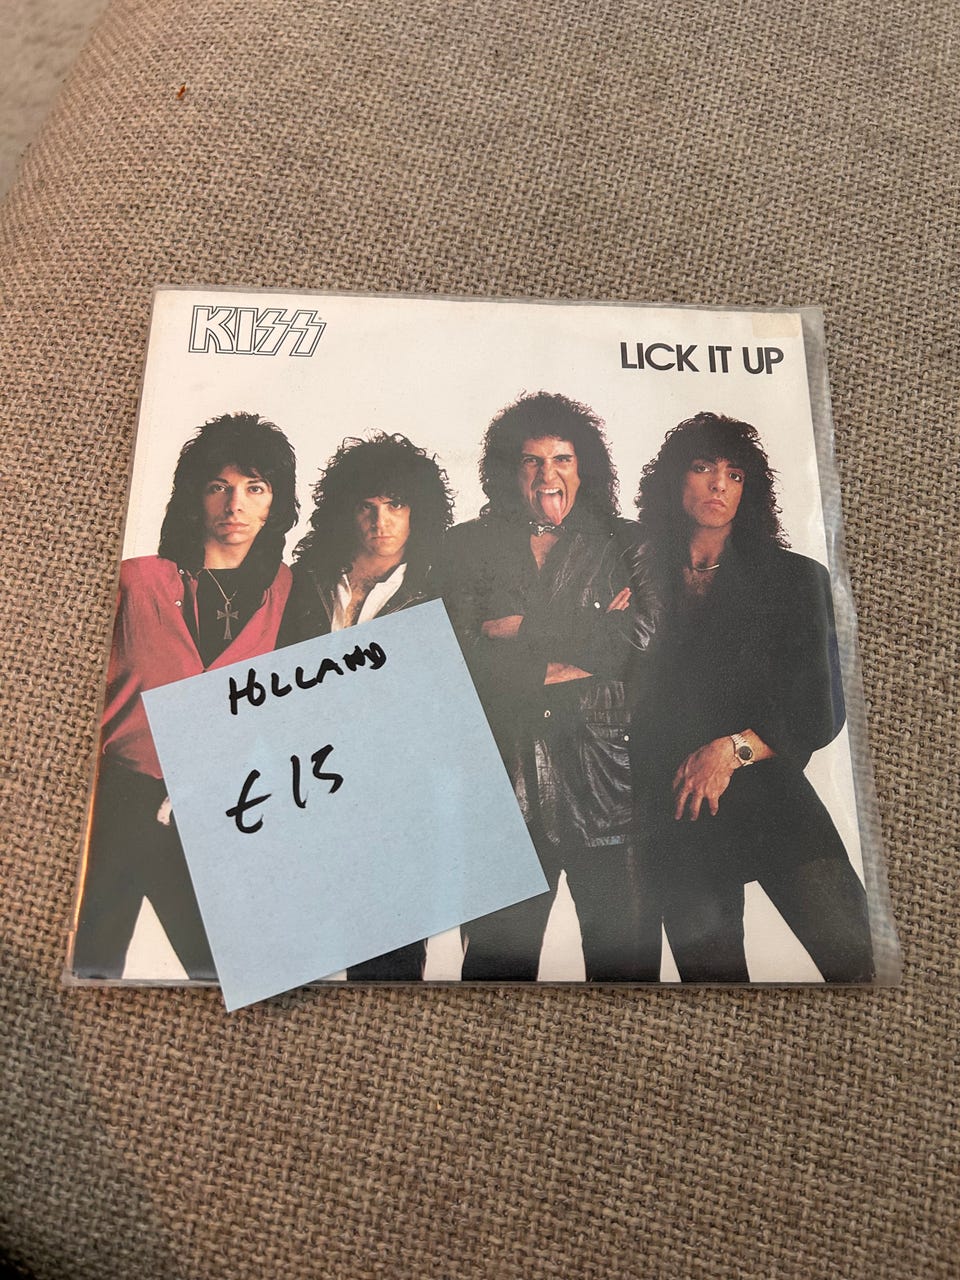 KISS
LICK IT UP
HOLLAND
£15